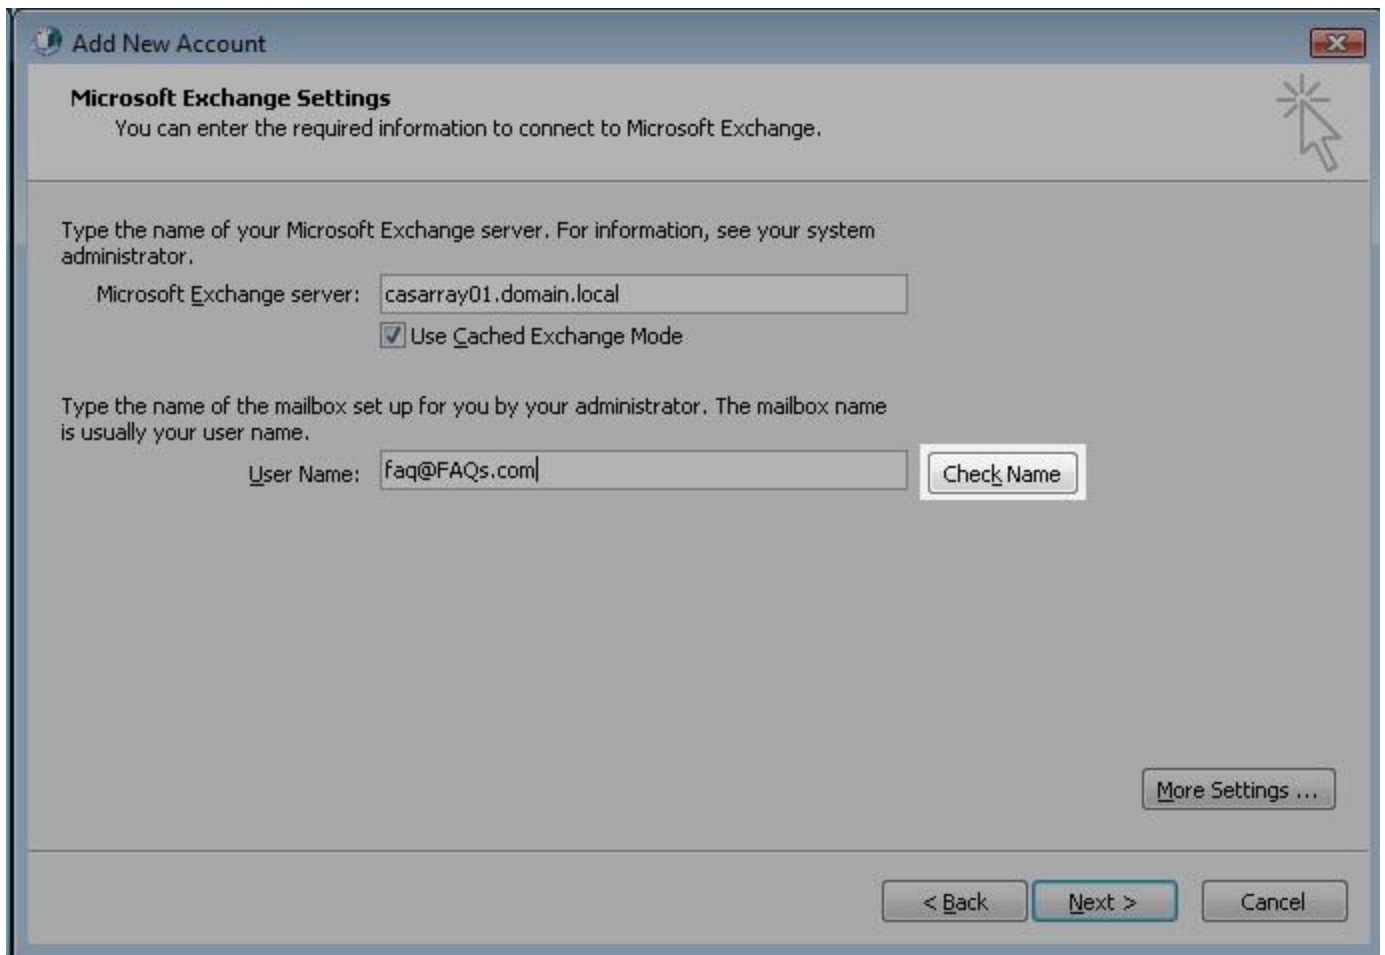 Add New Account
Microsoft Exchange Settings
You can enter the required information to connect to Microsoft Exchange.
Type the name of your Microsoft Exchange server. For information, see your system
administrator.
Microsoft Exchange server: casarray01.domain.local
Use Cached Exchange Mode
Type the name of the mailbox set up for you by your administrator. The mailbox name
is usually your user name.
User Name: faq@FAQs.com Check Name
More Settings ...
< Back Next > Cancel